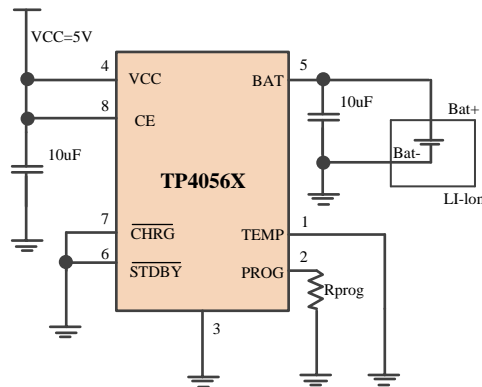 VCC=5V
4
VCC
8
CE
10uF
TP4056X
7
CHRG
6
STDBY
3
5
BAT
10uF
Bat+
Bat-
LI-lon
1
TEMP
2
PROG
Rprog